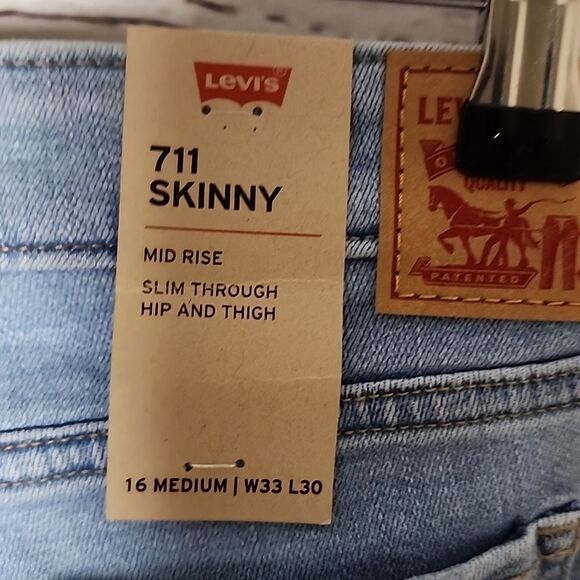 Levi's®
711
SKINNY
MID RISE
SLIM THROUGH
HIP AND THIGH
16 MEDIUM | W33 L30
LEV
QUALITY
PATENTED